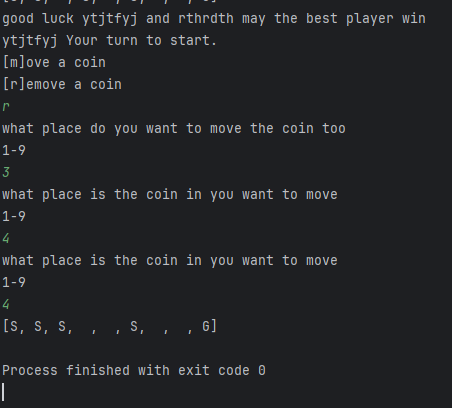 good luck ytjtfyj and rthrdth may the best player win
ytjtfyj Your turn to start.
[m]ove a coin
[r]emove a coin
r
what place do you want to move the coin too
1-9
3
what place is the coin in you want to move
1-9
4
what place is the coin in you want to move
1-9
4
[S, S, S,  ,  , S,  ,  , G]
Process finished with exit code 0